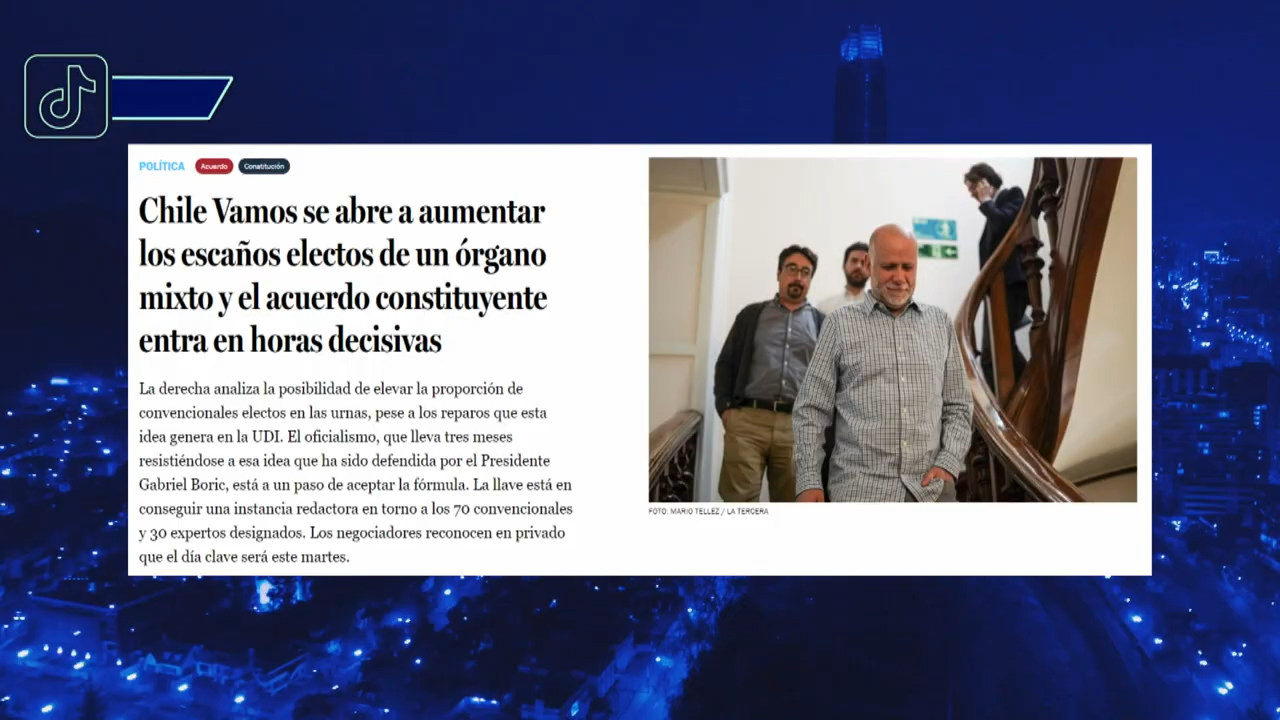 POLÍTICA Acuerdo Constitución
Chile Vamos se abre a aumentar
los escaños electos de un órgano
mixto y el acuerdo constituyente
entra en horas decisivas
La derecha analiza la posibilidad de elevar la proporción de
convencionales electos en las urnas, pese a los reparos que esta
idea genera en la UDI. El oficialismo, que lleva tres meses
resistiéndose a esa idea que ha sido defendida por el Presidente
Gabriel Boric, está a un paso de aceptar la fórmula. La llave está en
conseguir una instancia redactora en torno a los 70 convencionales
y 30 expertos designados. Los negociadores reconocen en privado
que el día clave será este martes.
FOTO: MARIO TELLEZ / LA TERCERA